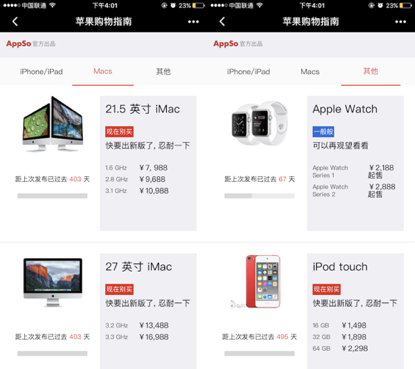 中国联通
下午4:01
23%
苹果购物指南
AppSo 官方出品
iPhone/iPad
Macs
其他
21.5 英寸 iMac
现在别买
快要出新版了, 忍耐一下
1.6 GHz ¥ 7, 988
2.8 GHz ¥ 9,688
3.1 GHz ¥ 10,988
距上次发布已过去 403 天
27 英寸 iMac
现在别买
快要出新版了, 忍耐一下
3.2 GHz ¥ 13,488
3.3 GHz ¥ 16,988
距上次发布已过去 403 天
中国联通
下午4:01
23%
苹果购物指南
AppSo 官方出品
iPhone/iPad
Macs
其他
Apple Watch
一般般
可以再观望看看
Apple Watch Series 1 ¥ 2,188 起售
Apple Watch Series 2 ¥ 2,888 起售
距上次发布已过去 67 天
iPod touch
现在别买
快要出新版了, 忍耐一下
16 GB ¥ 1,498
32 GB ¥ 1,898
64 GB ¥ 2,298
距上次发布已过去 495 天